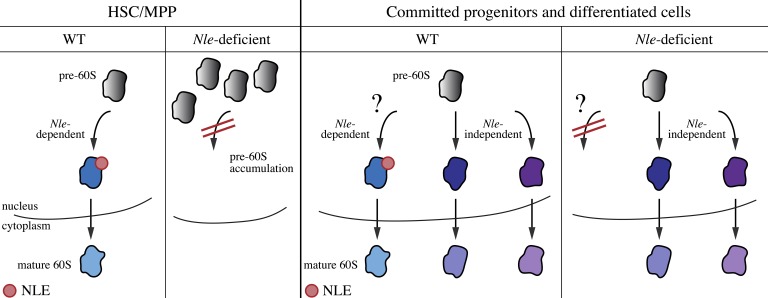 HSC/MPP
Committed progenitors and differentiated cells
WT
Nle-deficient
WT
Nle-deficient
pre-60S
pre-60S
?
?
Nle-
dependent
pre-60S
accumulation
Nle-
dependent
Nle-
independent
Nle-
independent
nucleus
cytoplasm
mature 60S
mature 60S
NLE
NLE